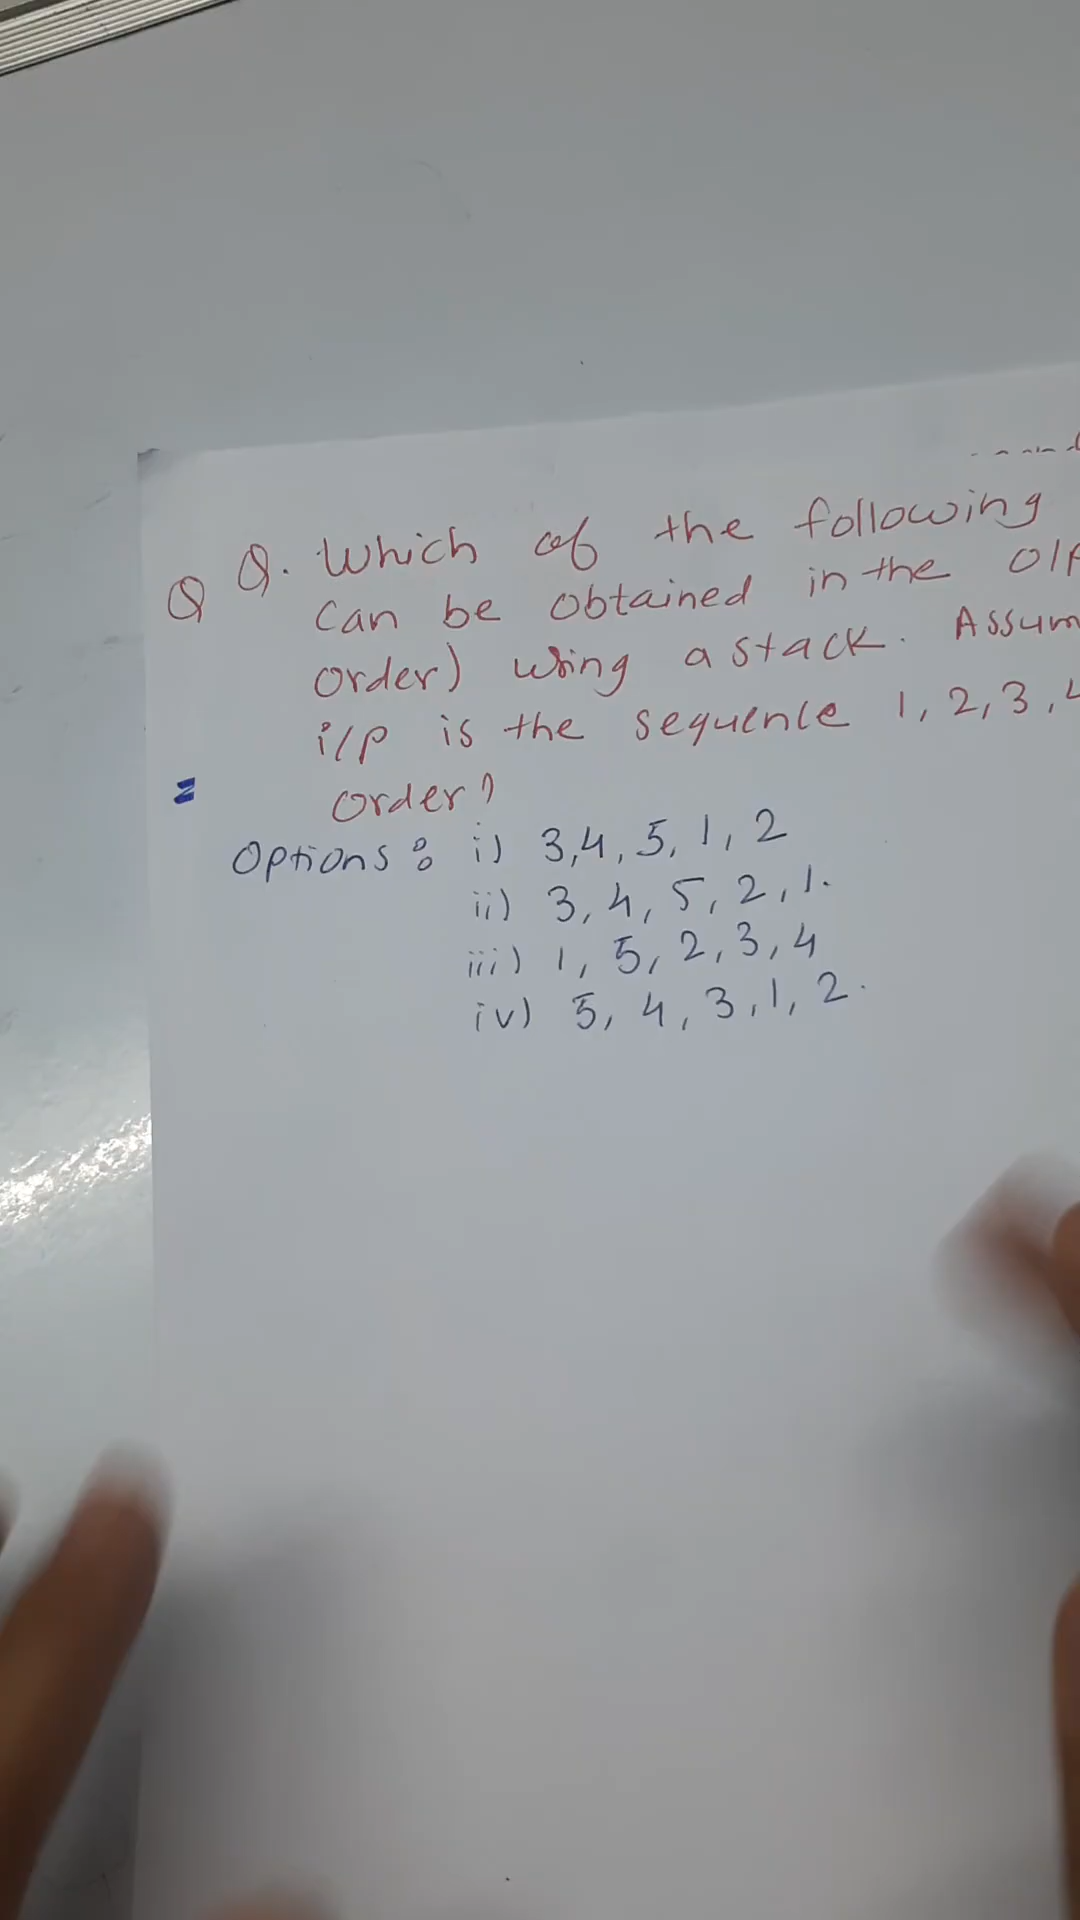 Q Q. Which of the following
can be obtained in the O/P
order) using a stack. Assum
i/p is the sequence 1, 2, 3, 4
order?
Options: i) 3,4, 5, 1, 2
ii) 3, 4, 5, 2, 1.
iii) 1, 5, 2, 3, 4
iv) 5, 4, 3, 1, 2.